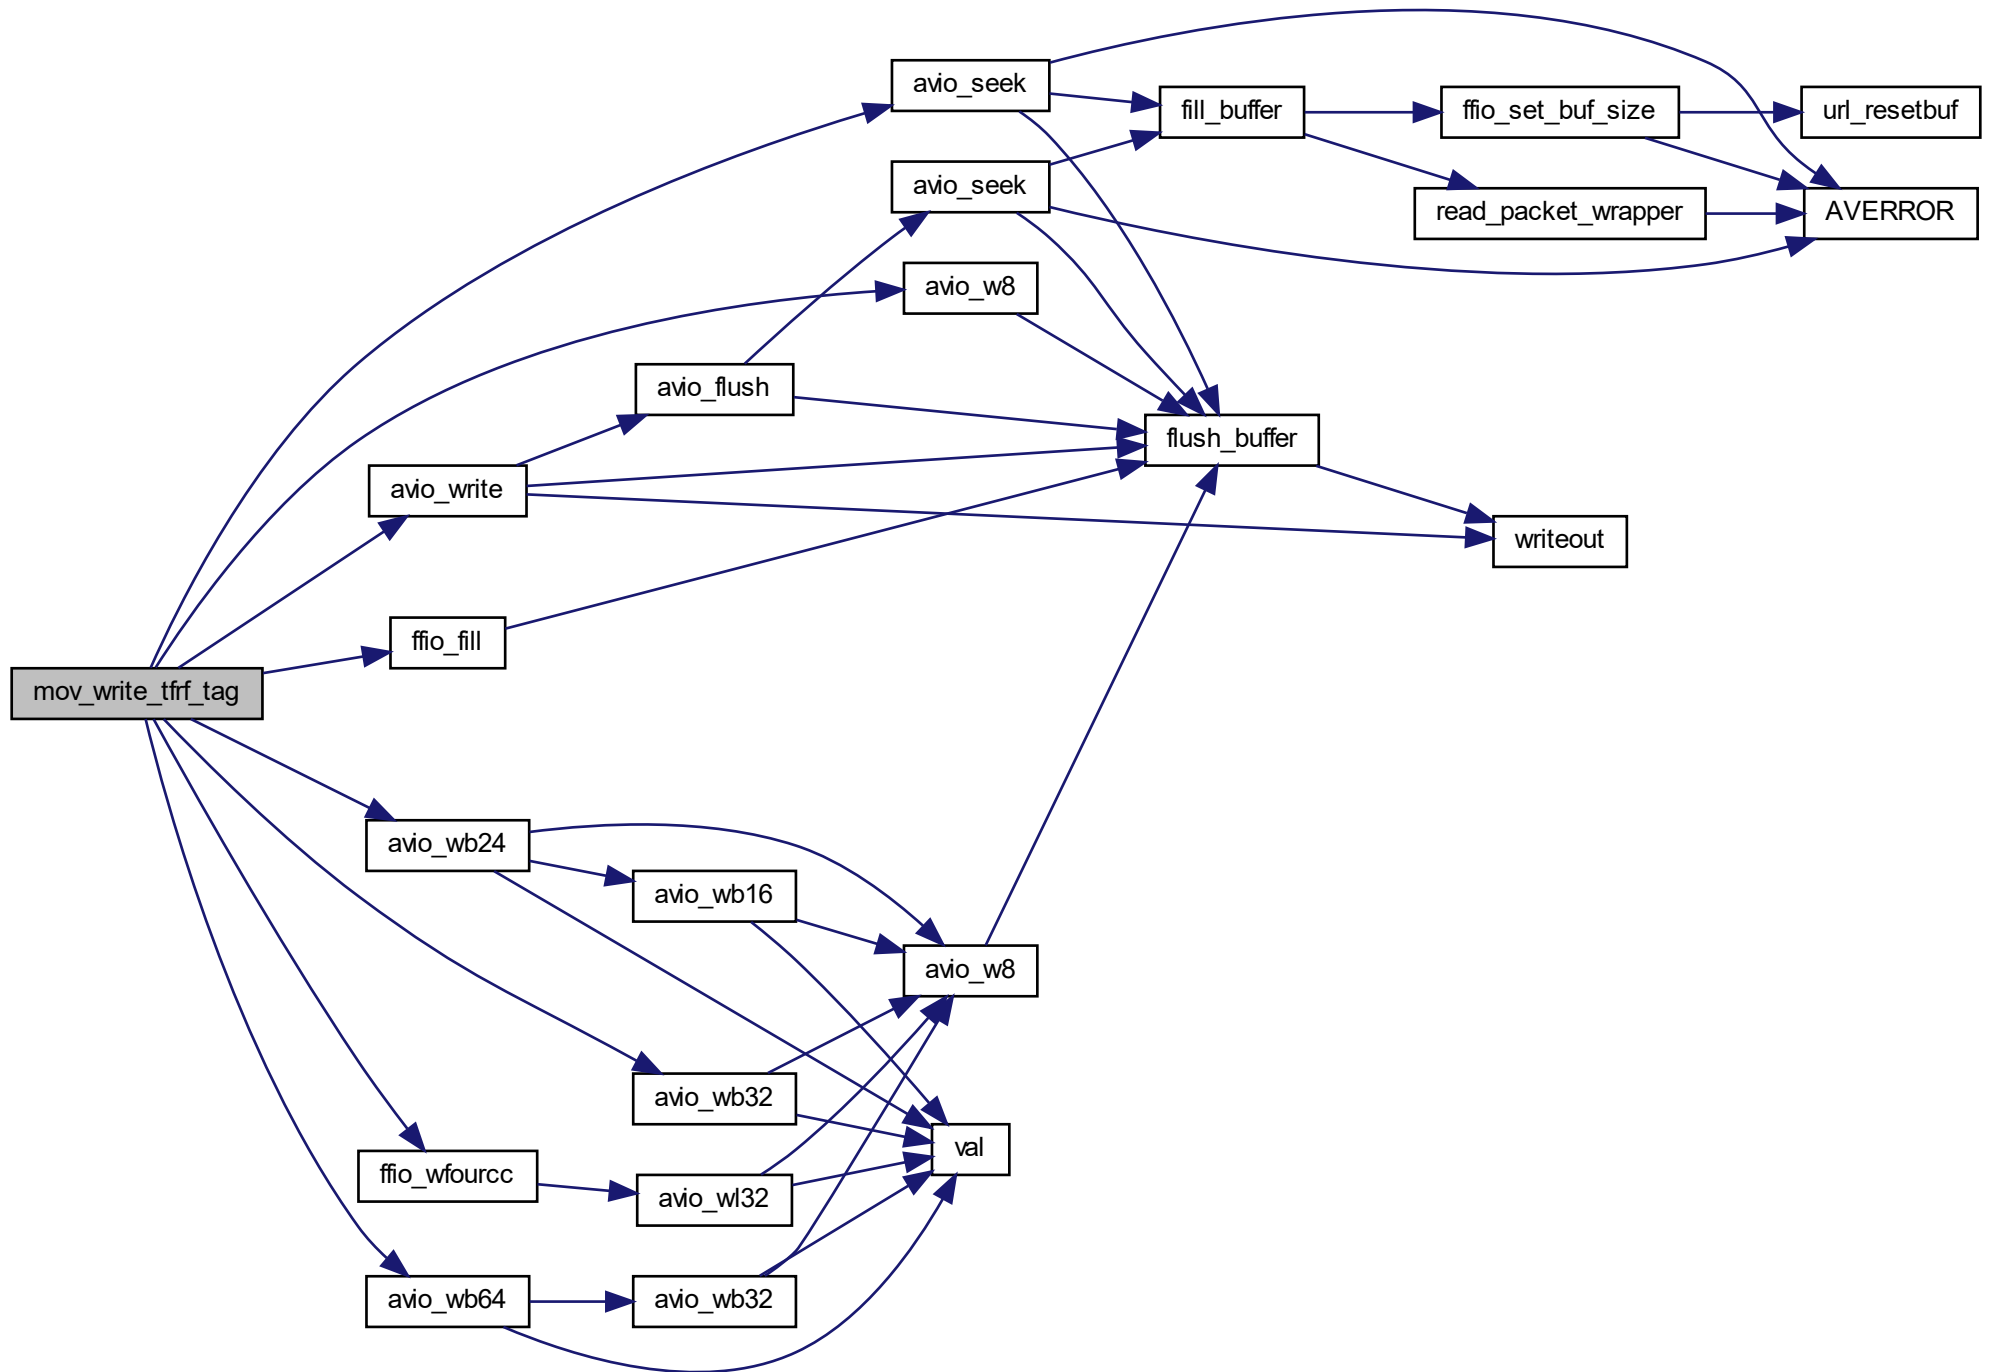 avio_seek
fill_buffer
ffio_set_buf_size
url_resetbuf
avio_seek
read_packet_wrapper
AVERROR
avio_w8
avio_flush
flush_buffer
avio_write
writeout
ffio_fill
mov_write_tfrf_tag
avio_wb24
avio_wb16
avio_w8
avio_wb32
val
ffio_wfourcc
avio_wl32
avio_wb64
avio_wb32